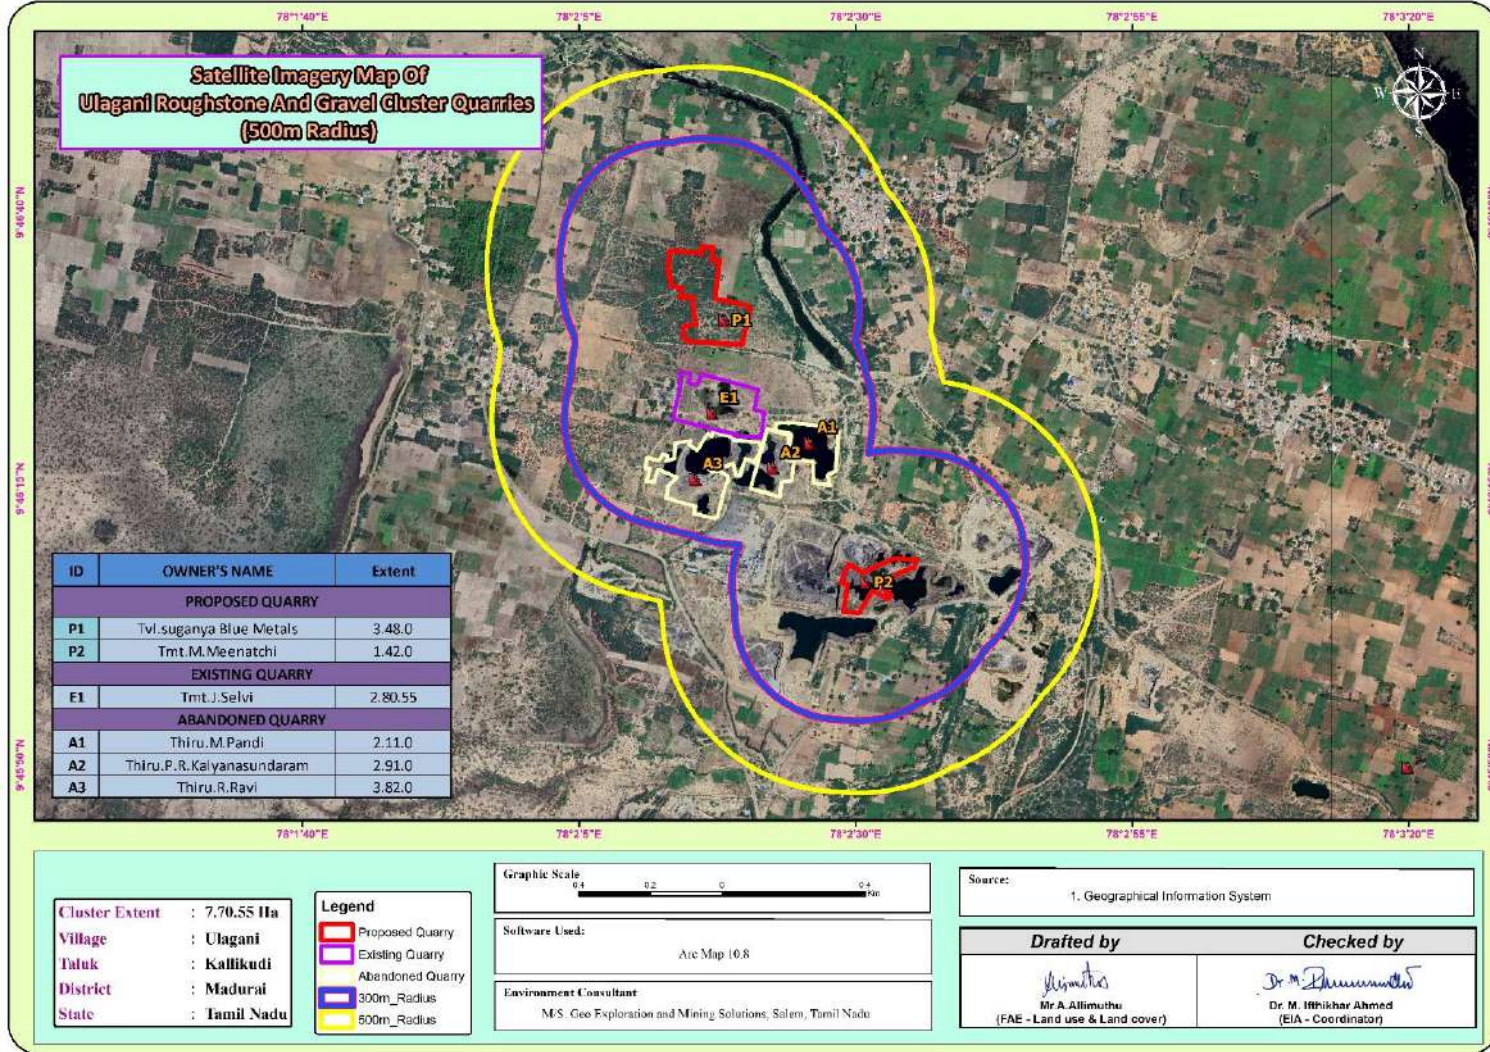 78°1'40"E 78°2'5"E 78°2'30"E 78°2'55"E 78°3'20"E
Satellite Imagery Map Of
Ulagani Roughstone And Gravel Cluster Quarries
(500m Radius)
N
W E
S
9°46'40"N
9°46'15"N
9°45'50"N
P1
E1
A1
A2
A3
P2
ID OWNER'S NAME Extent
PROPOSED QUARRY
P1 Tvl.suganya Blue Metals 3.48.0
P2 Tmt.M.Meenatchi 1.42.0
EXISTING QUARRY
E1 Tmt.J.Selvi 2.80.55
ABANDONED QUARRY
A1 Thiru.M.Pandi 2.11.0
A2 Thiru.P.R.Kalyanasundaram 2.91.0
A3 Thiru.R.Ravi 3.82.0
78°1'40"E 78°2'5"E 78°2'30"E 78°2'55"E 78°3'20"E
Cluster Extent : 7.70.55 Ha
Village : Ulagani
Taluk : Kallikudi
District : Madurai
State : Tamil Nadu
Legend
Proposed Quarry
Existing Quarry
Abandoned Quarry
300m_Radius
500m_Radius
Graphic Scale
0.4 0.2 0 0.4
Km
Software Used:
Arc Map 10.8
Environment Consultant
M/S. Geo Exploration and Mining Solutions, Salem, Tamil Nadu
Source:
1. Geographical Information System
Drafted by Checked by
Mr.A.Allimuthu
(FAE - Land use & Land cover)
Dr. M. Ifthikhar Ahmed
(EIA - Coordinator)